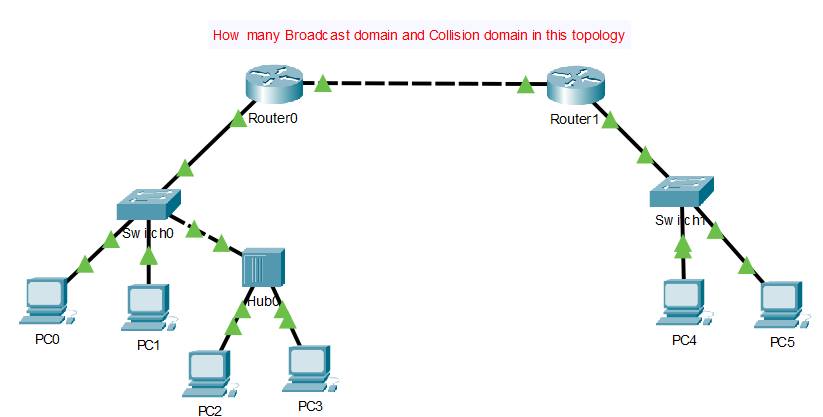 How many Broadcast domain and Collision domain in this topology
Router0
Router1
Switch0
Switch1
Hub0
PC0
PC1
PC4
PC5
PC2
PC3